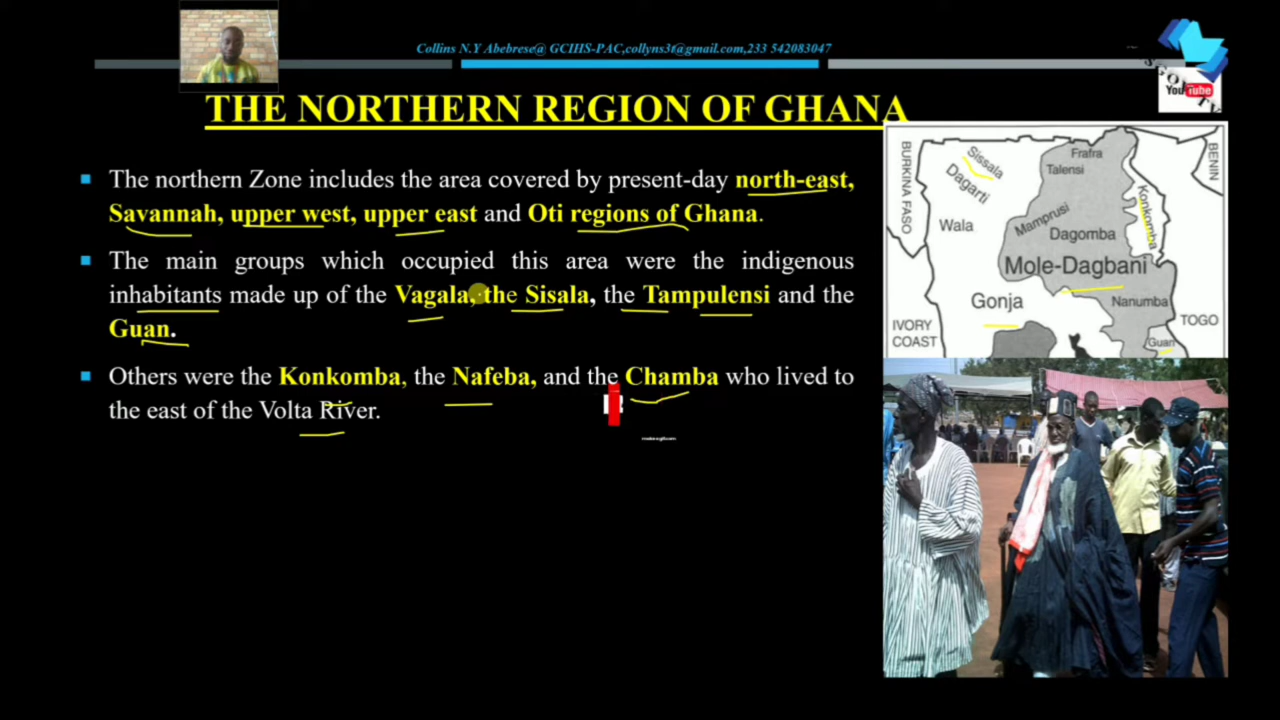 Collins N.Y Abebrese@ GCIHS-PAC,collyns3@gmail.com,233 542083047
You Tube
THE NORTHERN REGION OF GHANA
The northern Zone includes the area covered by present-day north-east,
Savannah, upper west, upper east and Oti regions of Ghana.
The main groups which occupied this area were the indigenous
inhabitants made up of the Vagala, the Sisala, the Tampulensi and the
Guan.
Others were the Konkomba, the Nafeba, and the Chamba who lived to
the east of the Volta River.
BURKINA FASO
Sissala
Dagarti
Wala
Frafra
Talensi
Konkomba
BENIN
Mamprusi
Dagomba
Mole-Dagbani
Gonja
Nanumba
IVORY
COAST
TOGO
Guan